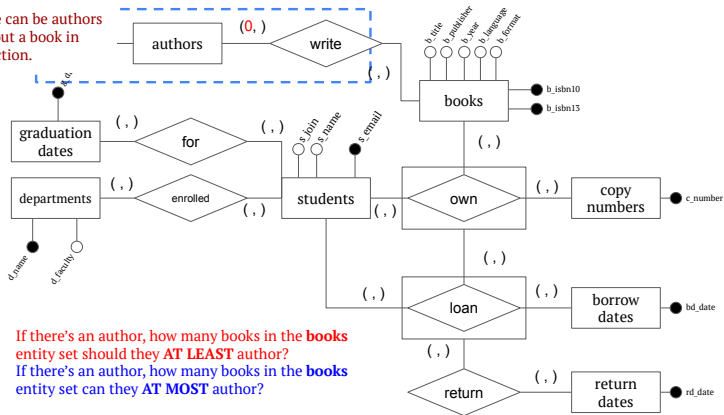 e can be authors
out a book in
ction.
authors
(0, )
write
( , )
b_title
b_publisher
b_year
b_language
b_format
books
b_isbn10
b_isbn13
( , )
graduation
dates
( , )
for
( , )
s_join
s_name
s_email
departments
( , )
enrolled
( , )
students
( , )
own
( , )
copy
numbers
c_number
d_name
d_faculty
( , )
( , )
loan
( , )
borrow
dates
bd_date
If there's an author, how many books in the books
entity set should they AT LEAST author?
If there's an author, how many books in the books
entity set can they AT MOST author?
( , )
return
( , )
return
dates
rd_date